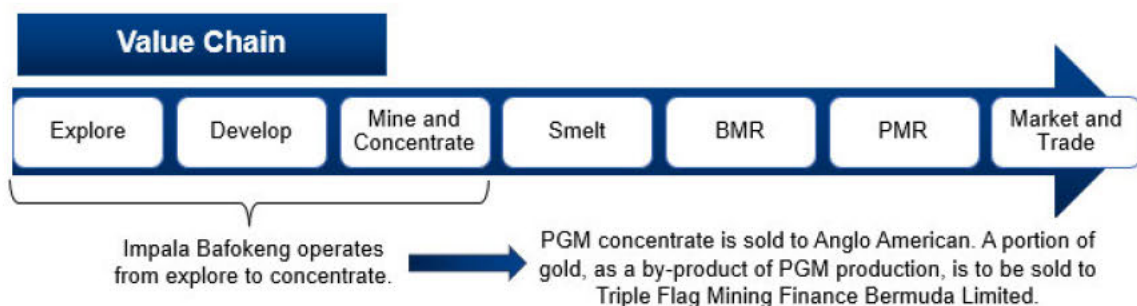 Value Chain
Explore
Develop
Mine and
Concentrate
Smelt
BMR
PMR
Market and
Trade
Impala Bafokeng operates
from explore to concentrate.
PGM concentrate is sold to Anglo American. A portion of
gold, as a by-product of PGM production, is to be sold to
Triple Flag Mining Finance Bermuda Limited.